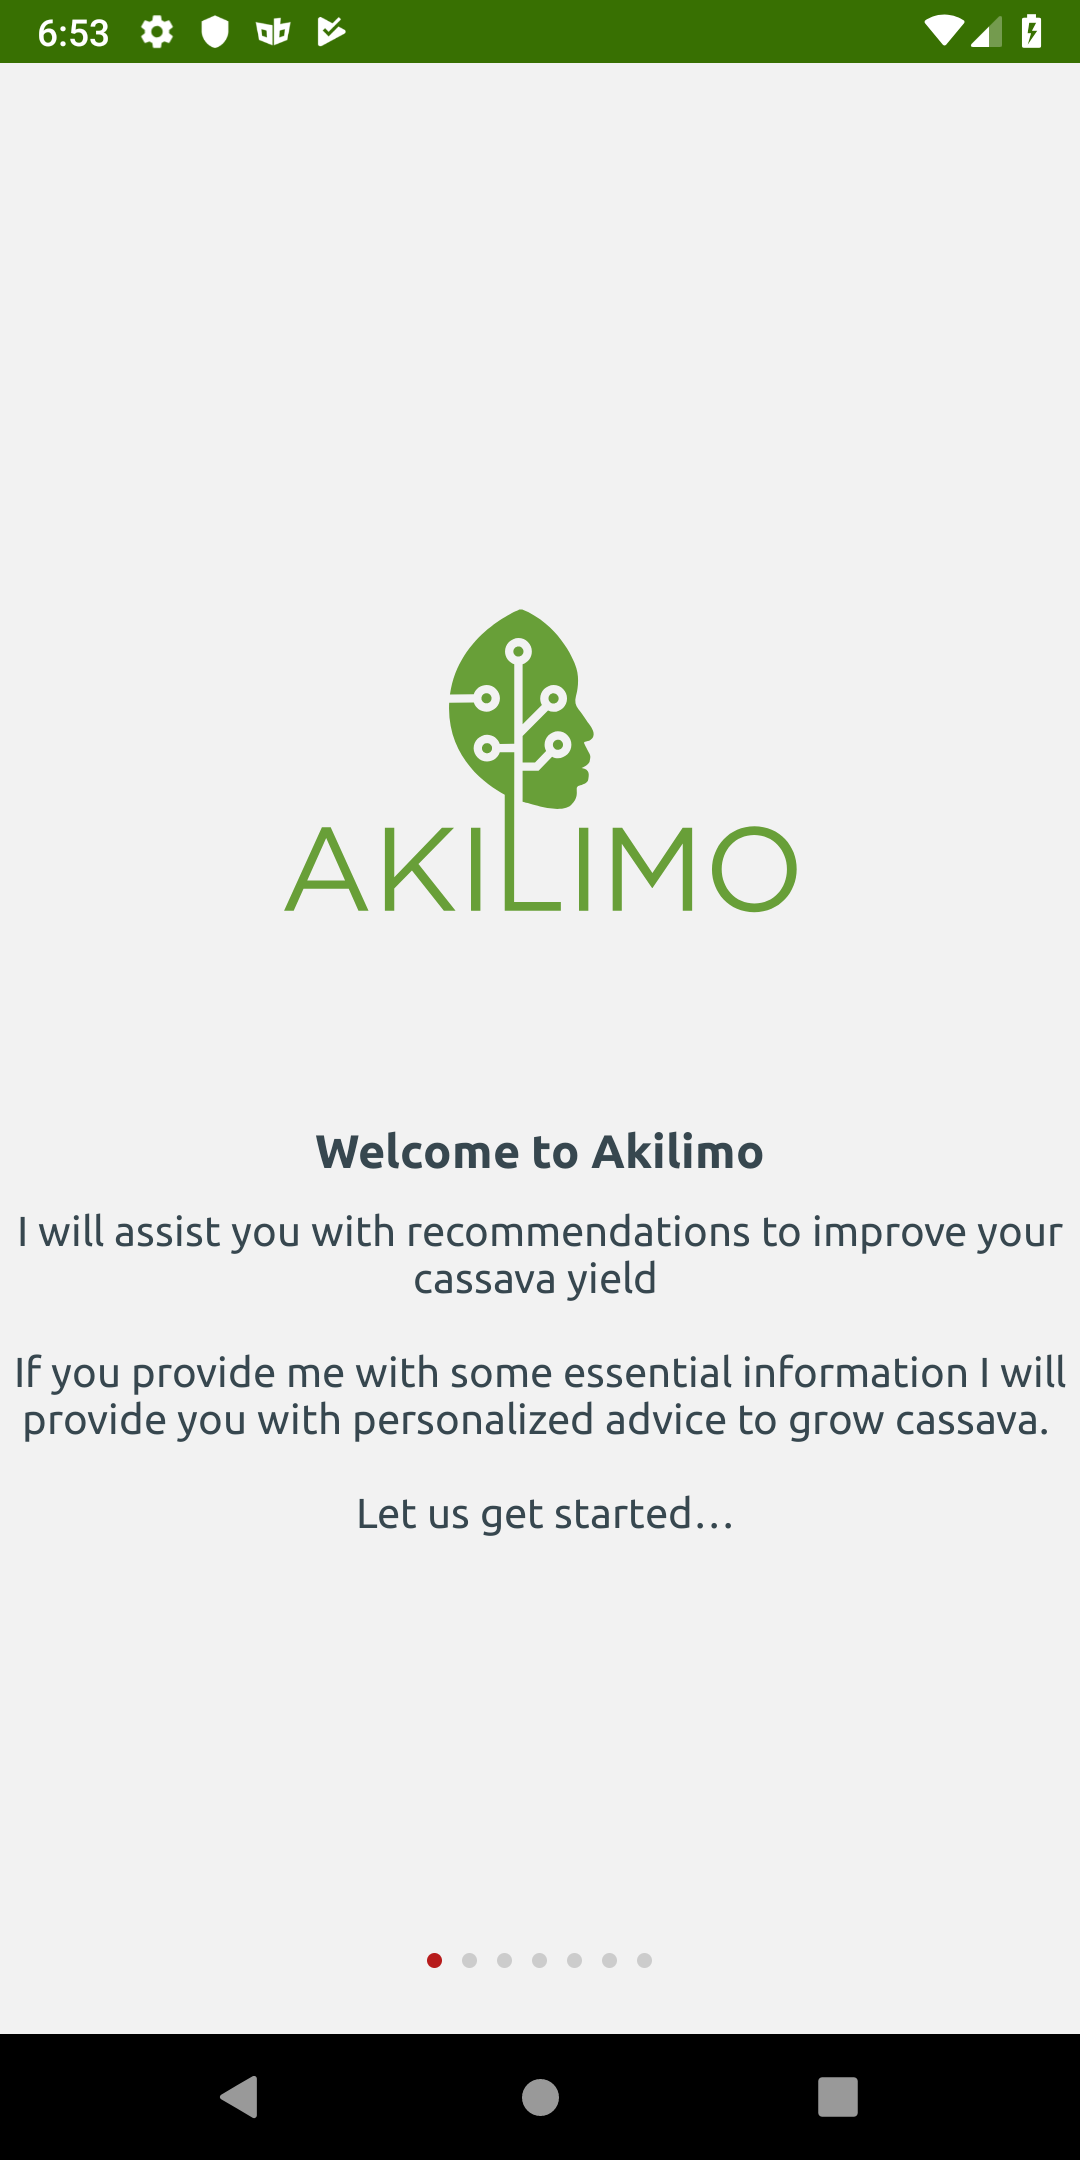 6:53
AKILIMO
Welcome to Akilimo
I will assist you with recommendations to improve your
cassava yield
If you provide me with some essential information I will
provide you with personalized advice to grow cassava.
Let us get started...